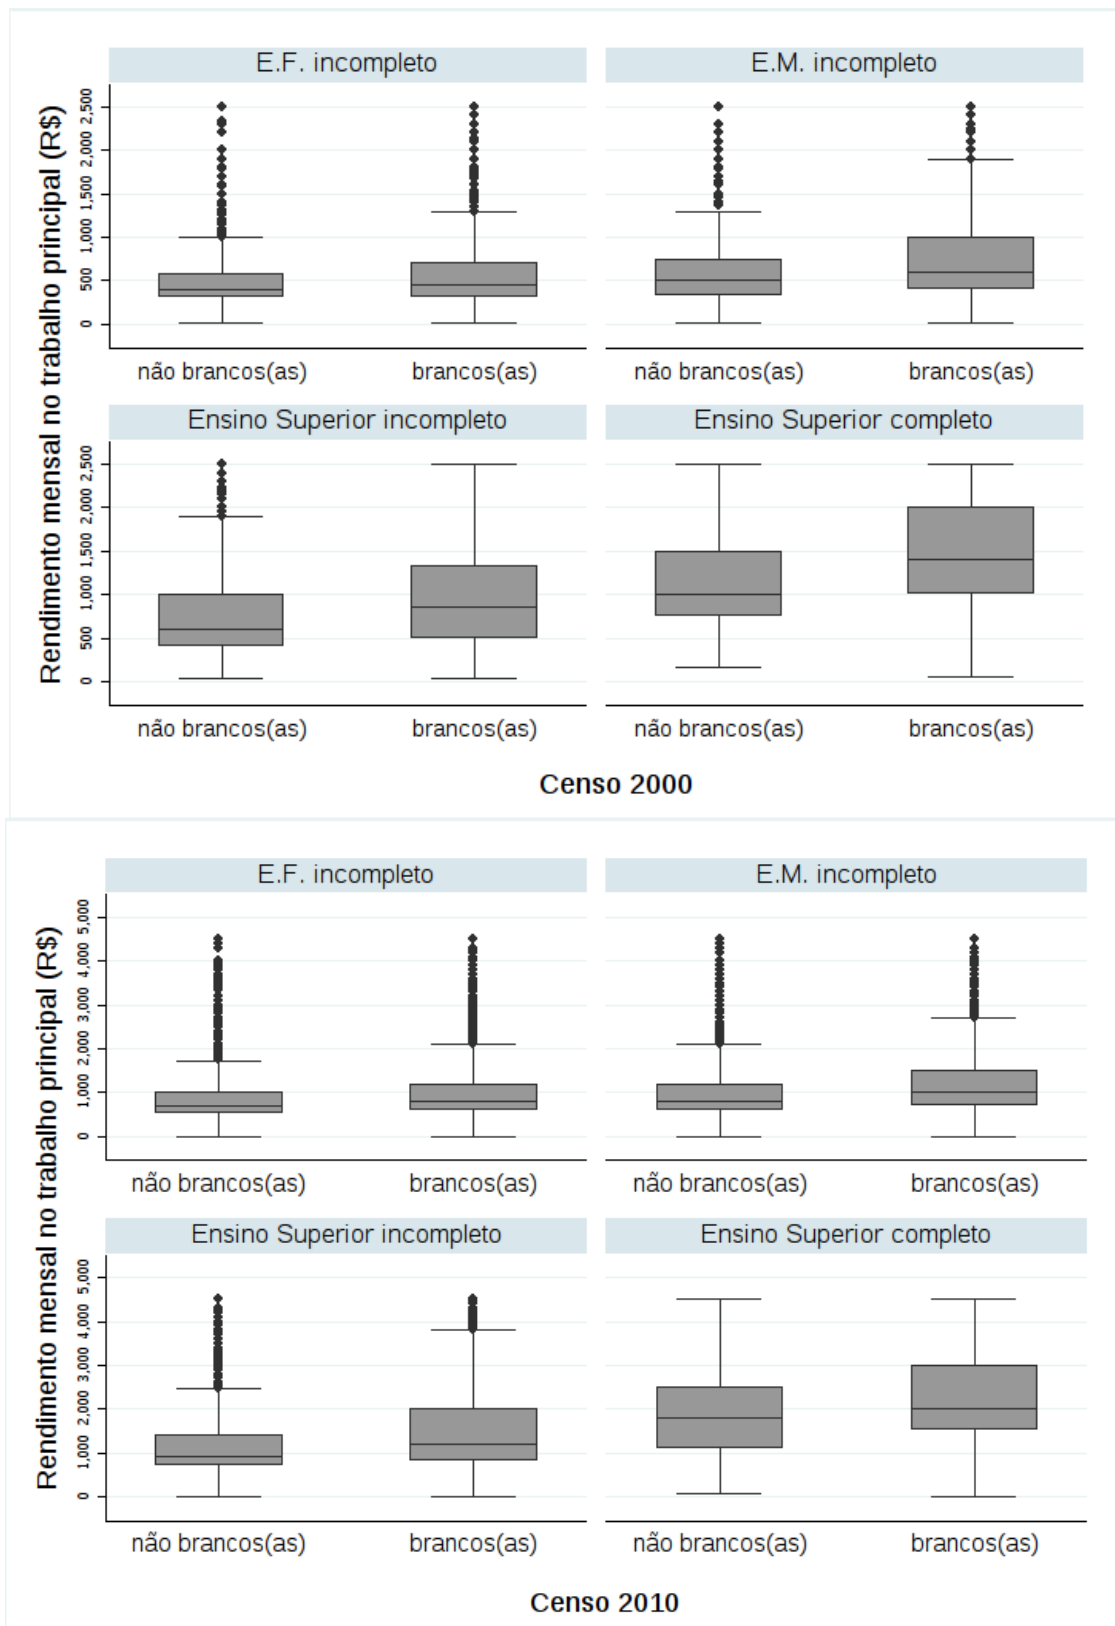 E.F. incompleto
E.M. incompleto
Rendimento mensal no trabalho principal (R$)
2,500
2,000
1,500
1,000
500
0
não brancos(as)
brancos(as)
não brancos(as)
brancos(as)
Ensino Superior incompleto
Ensino Superior completo
2,500
2,000
1,500
1,000
500
0
não brancos(as)
brancos(as)
não brancos(as)
brancos(as)
Censo 2000
E.F. incompleto
E.M. incompleto
Rendimento mensal no trabalho principal (R$)
5,000
4,000
3,000
2,000
1,000
0
não brancos(as)
brancos(as)
não brancos(as)
brancos(as)
Ensino Superior incompleto
Ensino Superior completo
5,000
4,000
3,000
2,000
1,000
0
não brancos(as)
brancos(as)
não brancos(as)
brancos(as)
Censo 2010